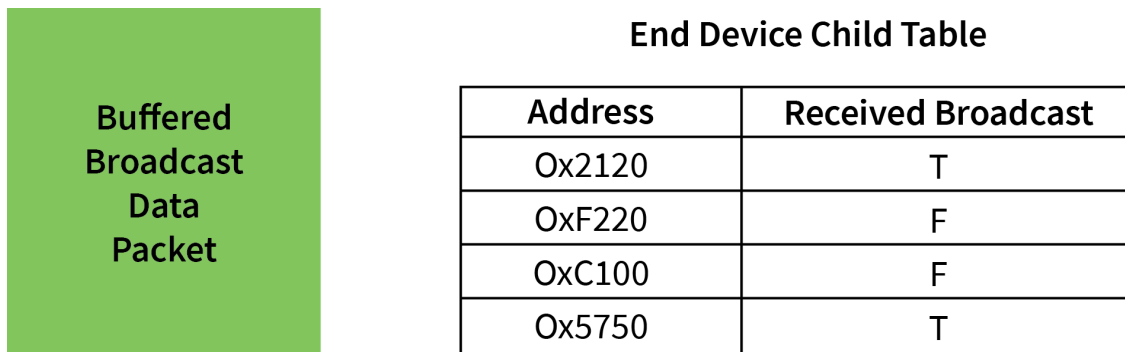 Buffered
Broadcast
Data
Packet
End Device Child Table
Address Received Broadcast
Ox2120 T
OxF220 F
OxC100 F
Ox5750 T